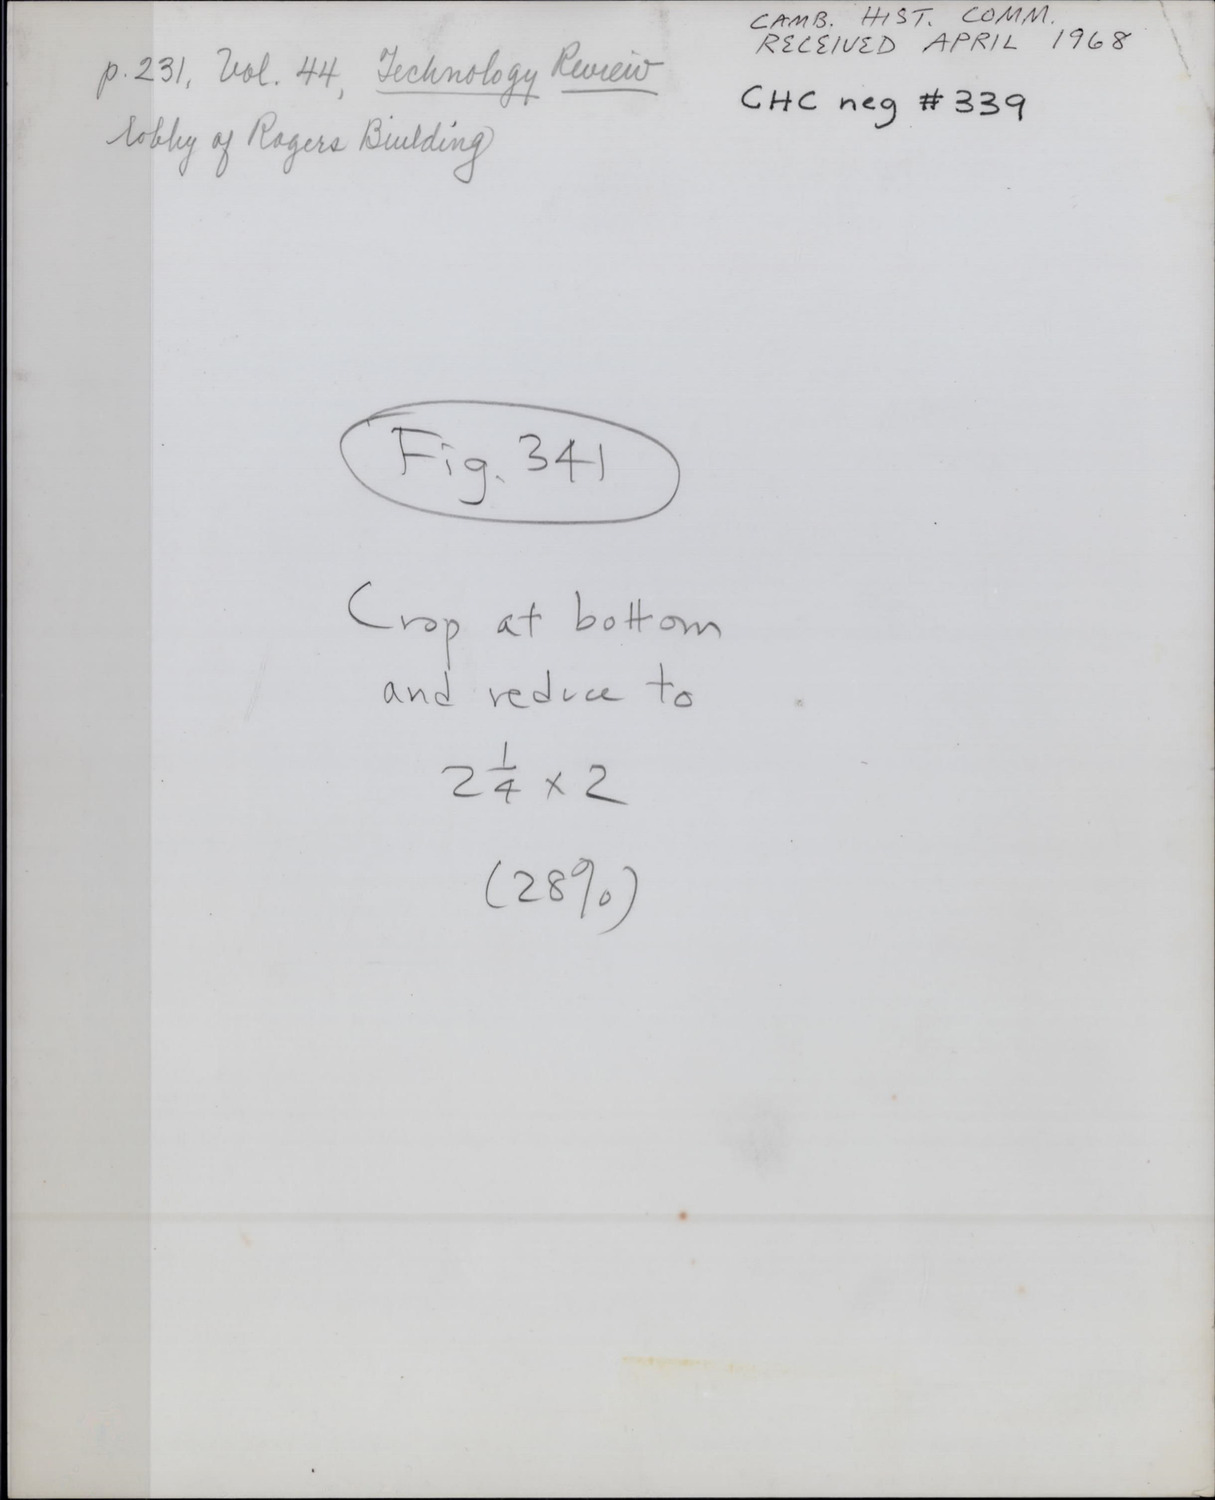 CAMB. HIST. COMM.
RECEIVED APRIL 1968
CHC neg #339
p. 231, Vol. 44, Technology Review
lobby of Rogers Building
Fig. 341
Crop at bottom
and reduce to
2 1/4 x 2
(28%)